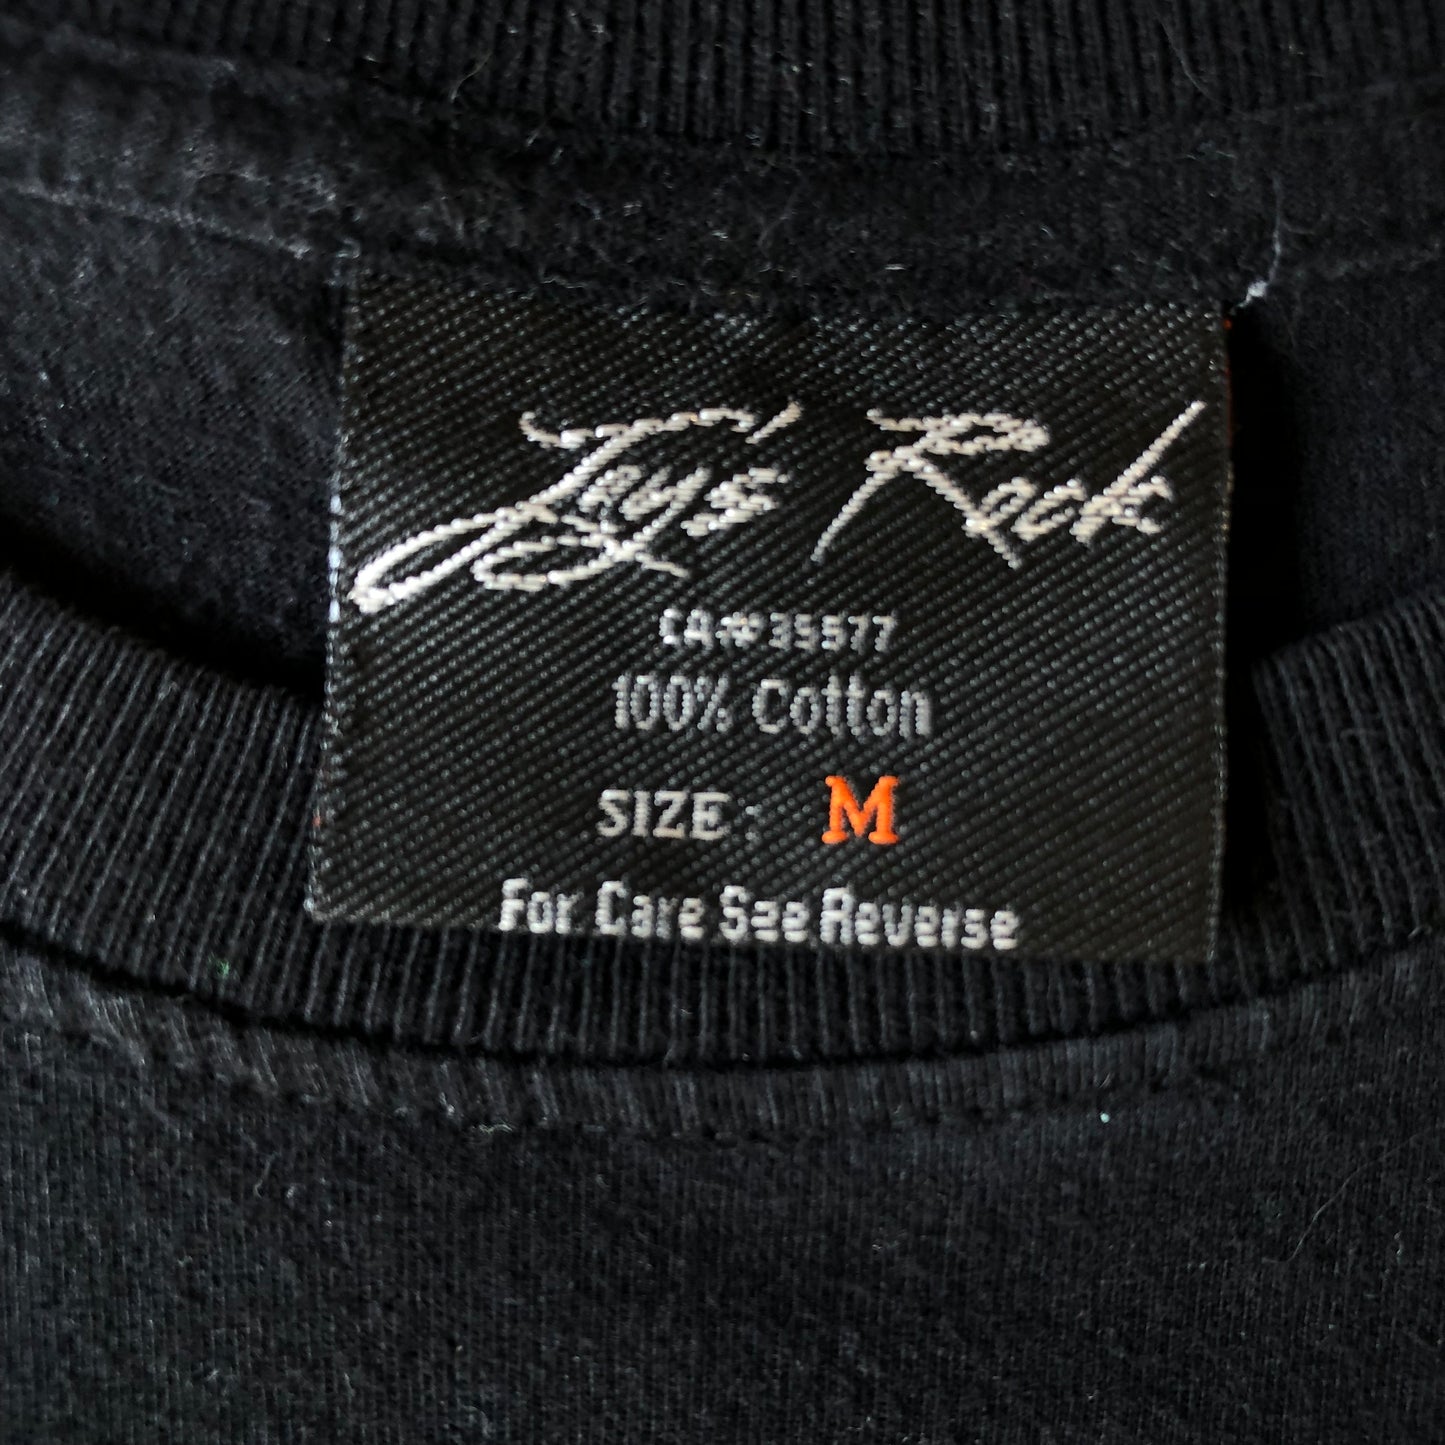 Jay's Rock
CA# 35577
100% Cotton
SIZE : M
For Care See Reverse